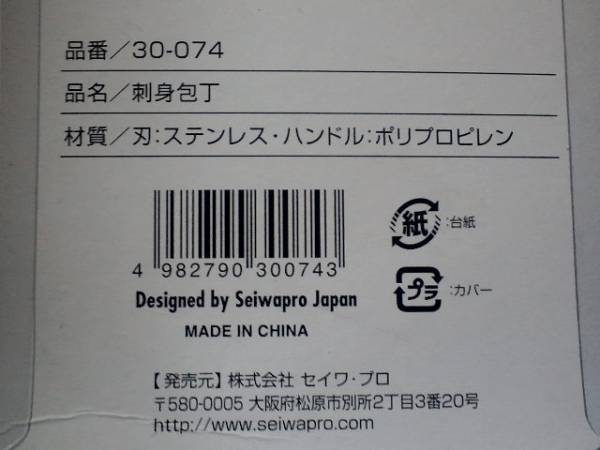 品番/30-074
品名/刺身包丁
材質/刃:ステンレス・ハンドル:ポリプロピレン
紙:台紙
4 982790 300743
プラ:カバー
Designed by Seiwapro Japan
MADE IN CHINA
【発売元】株式会社 セイワ・プロ
〒580-0005 大阪府松原市別所2丁目3番20号
http://www.seiwapro.com/